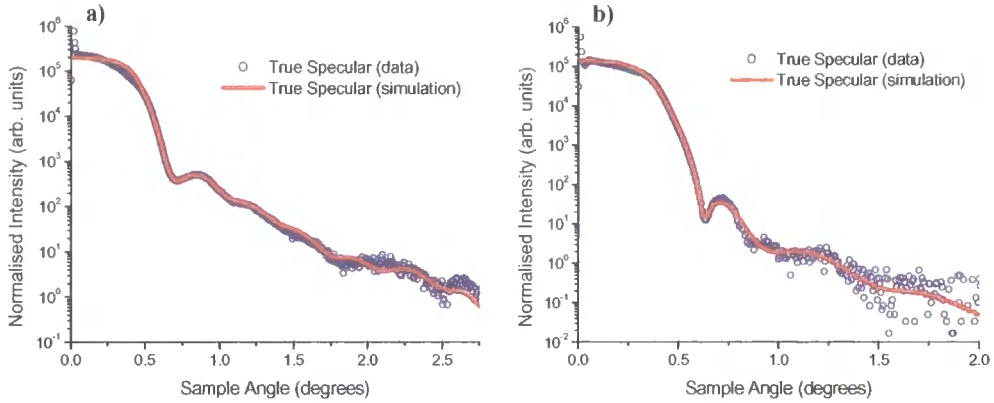 a)
10^6
10^5
10^4
10^3
10^2
10^1
10^0
10^-1
Normalised Intensity (arb. units)
True Specular (data)
True Specular (simulation)
0.0 0.5 1.0 1.5 2.0 2.5
Sample Angle (degrees)
b)
10^6
10^5
10^4
10^3
10^2
10^1
10^0
10^-1
10^-2
Normalised Intensity (arb. units)
True Specular (data)
True Specular (simulation)
0.0 0.5 1.0 1.5 2.0
Sample Angle (degrees)